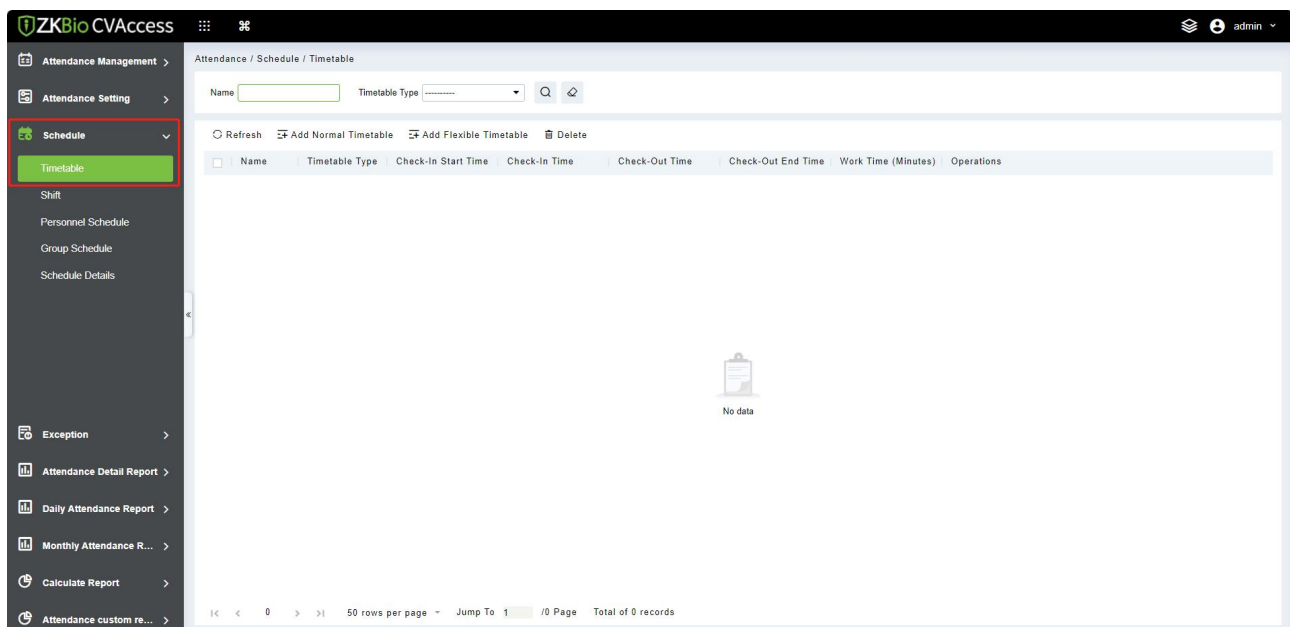 ZKBio CVAccess
admin
Attendance Management
Attendance Setting
Schedule
Timetable
Shift
Personnel Schedule
Group Schedule
Schedule Details
Exception
Attendance Detail Report
Daily Attendance Report
Monthly Attendance R...
Calculate Report
Attendance custom re...
Attendance / Schedule / Timetable
Name Timetable Type ----------
Refresh Add Normal Timetable Add Flexible Timetable Delete
Name Timetable Type Check-In Start Time Check-In Time Check-Out Time Check-Out End Time Work Time (Minutes) Operations
No data
0 50 rows per page Jump To 1 /0 Page Total of 0 records